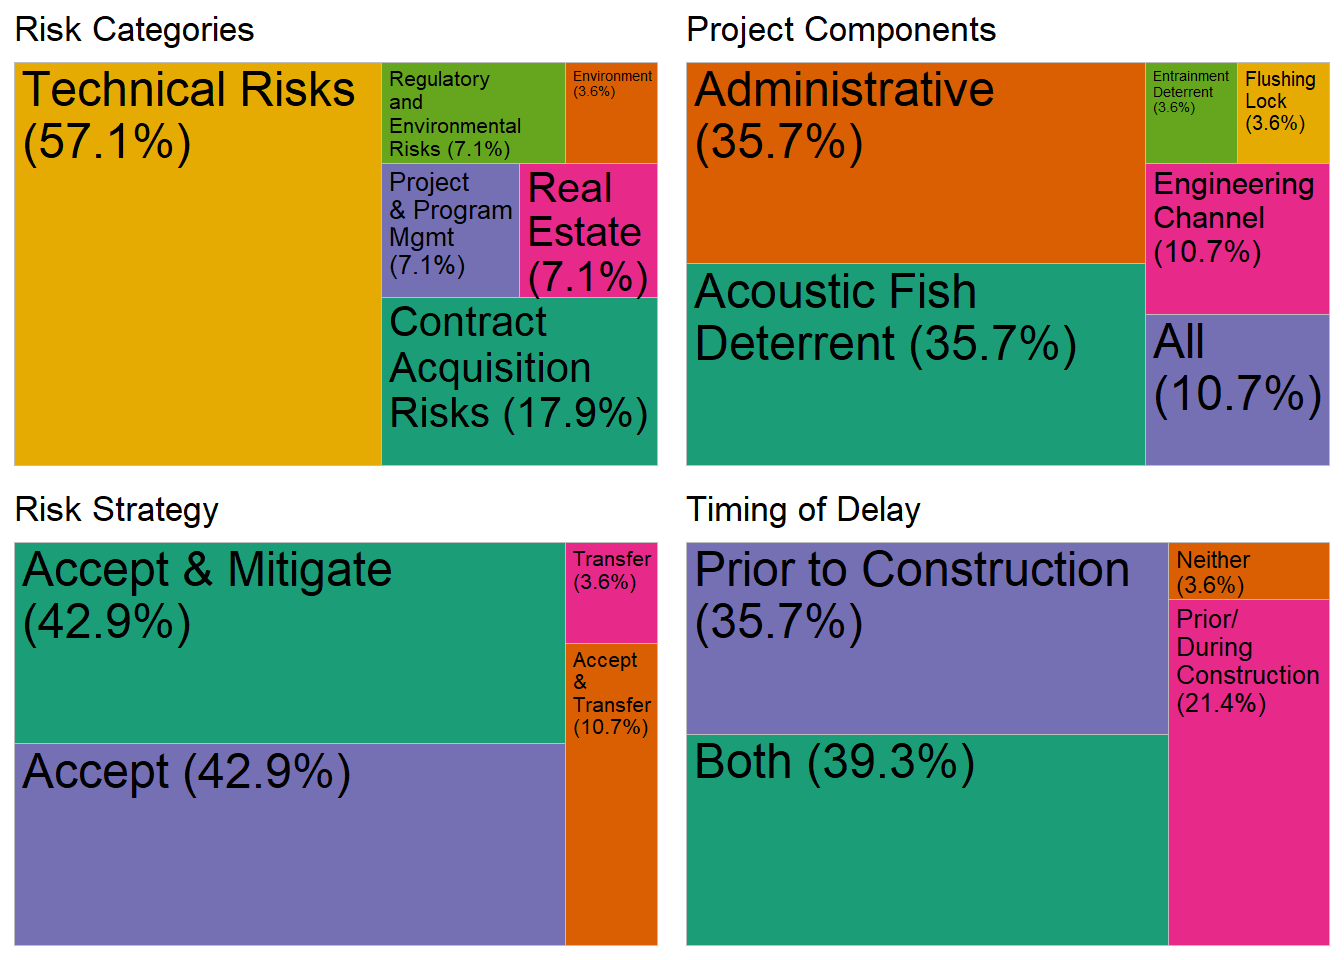 Risk Categories
Technical Risks
(57.1%)
Regulatory
and
Environmental
Risks (7.1%)
Environment
(3.6%)
Project
& Program
Mgmt
(7.1%)
Real
Estate
(7.1%)
Contract
Acquisition
Risks (17.9%)
Project Components
Administrative
(35.7%)
Acoustic Fish
Deterrent (35.7%)
Entrainment
Deterrent
(3.6%)
Flushing
Lock
(3.6%)
Engineering
Channel
(10.7%)
All
(10.7%)
Risk Strategy
Accept & Mitigate
(42.9%)
Accept (42.9%)
Transfer
(3.6%)
Accept
&
Transfer
(10.7%)
Timing of Delay
Prior to Construction
(35.7%)
Both (39.3%)
Neither
(3.6%)
Prior/
During
Construction
(21.4%)